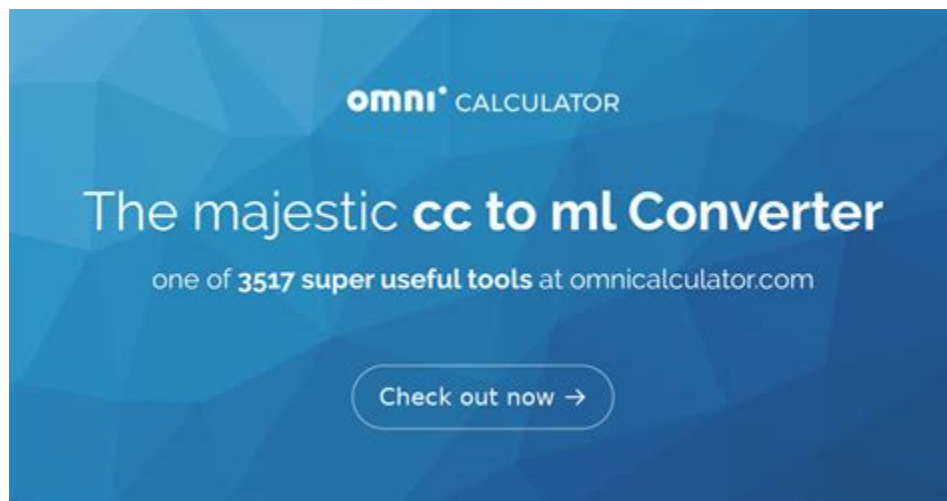 omni CALCULATOR
The majestic cc to ml Converter
one of 3517 super useful tools at omnicalculator.com
Check out now →